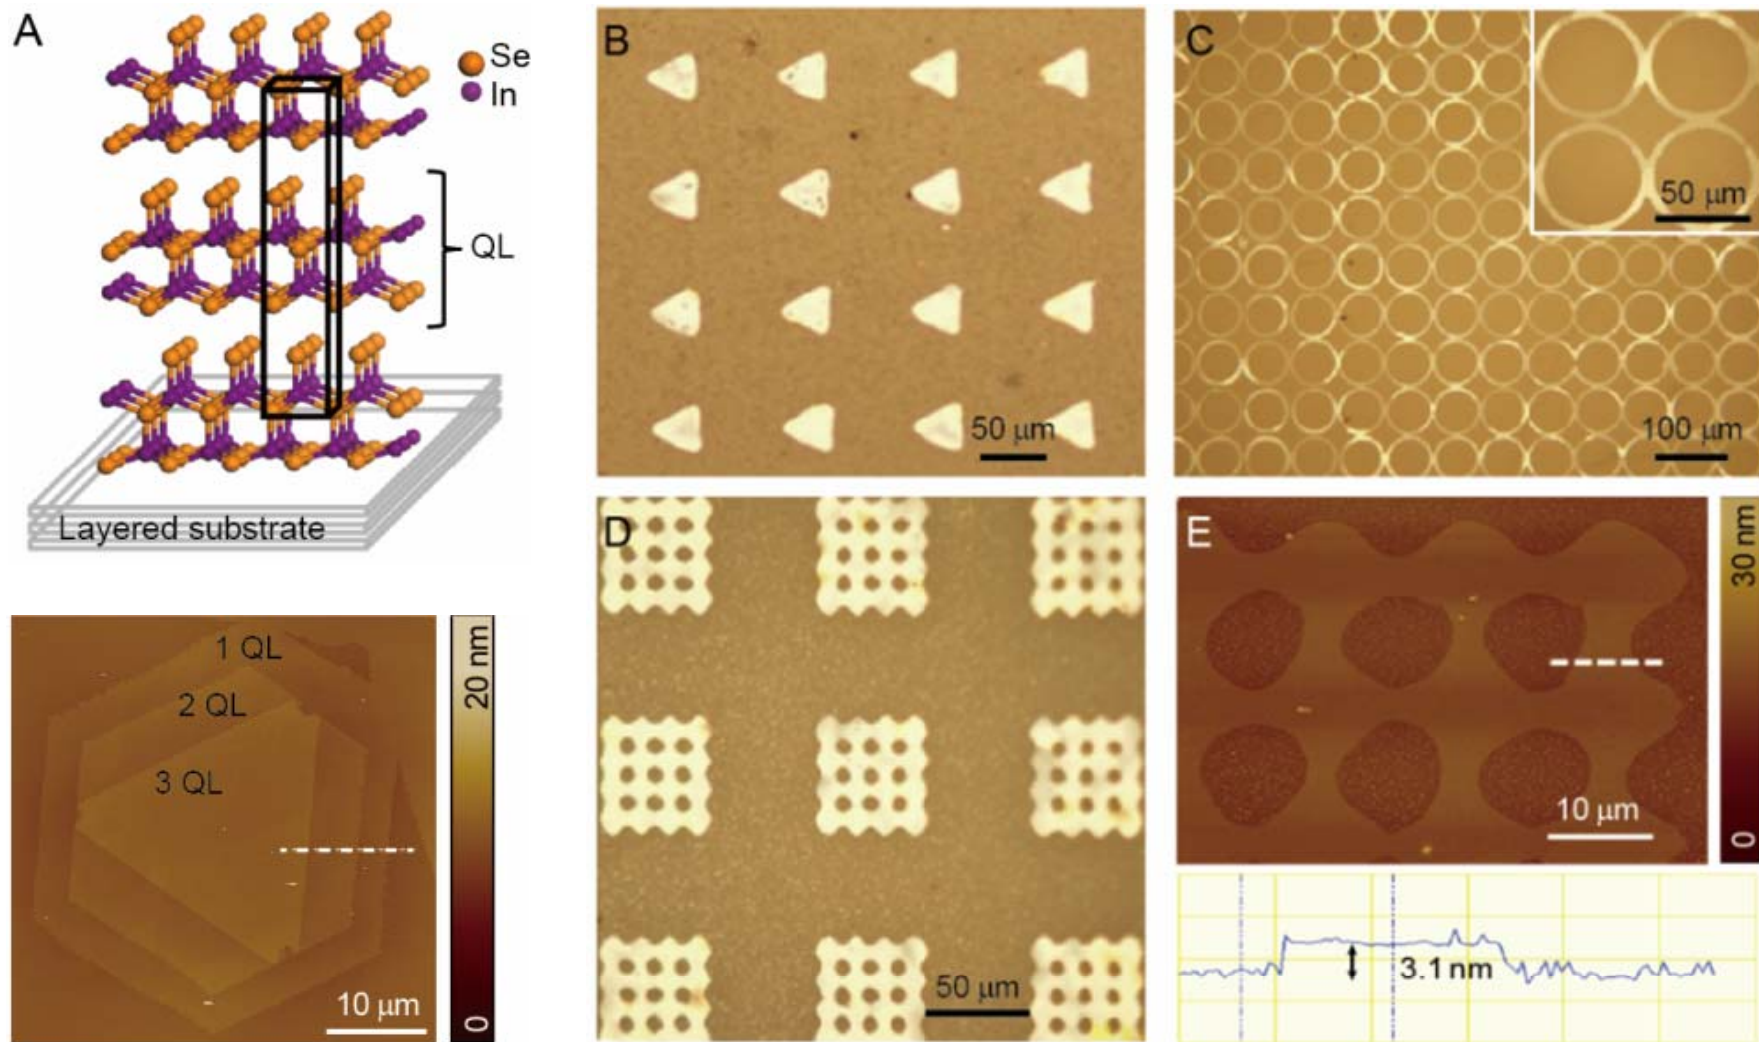 A
Se
In
QL
Layered substrate
B
50 μm
C
50 μm
100 μm
1 QL
2 QL
3 QL
10 μm
20 nm
0
D
50 μm
E
10 μm
30 nm
0
3.1 nm